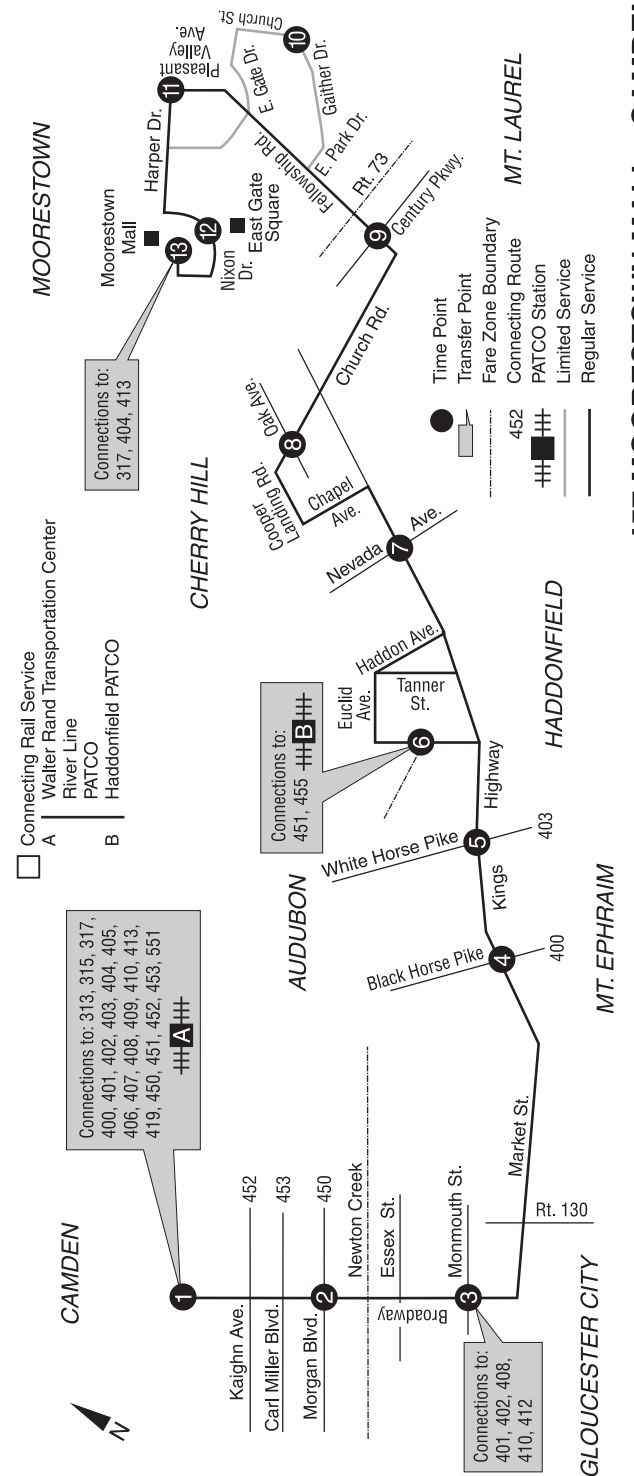 CAMDEN
N
Connections to: 313, 315, 317,
400, 401, 402, 403, 404, 405,
406, 407, 408, 409, 410, 413,
419, 450, 451, 452, 453, 551
A
Connecting Rail Service
A Walter Rand Transportation Center
River Line
PATCO
B Haddonfield PATCO
1
Kaighn Ave.
452
Carl Miller Blvd.
453
Morgan Blvd.
2
450
Newton Creek
Essex St.
Broadway
Monmouth St.
3
Connections to:
401, 402, 408,
410, 412
GLOUCESTER CITY
Rt. 130
Market St.
AUDUBON
Black Horse Pike
4
400
MT. EPHRAIM
Kings
White Horse Pike
5
403
Highway
HADDONFIELD
Connections to:
451, 455
B
6
Euclid
Ave.
Tanner
St.
Haddon Ave.
CHERRY HILL
Nevada
Ave.
7
Chapel
Ave.
Cooper
Landing Rd.
Oak Ave.
8
Church Rd.
Century Pkwy.
9
Rt. 73
MT. LAUREL
Fellowship Rd.
E. Park Dr.
Gaither Dr.
10
Church St.
E. Gate Dr.
Pleasant
Valley
Ave.
11
Harper Dr.
MOORESTOWN
Moorestown
Mall
13
12
Nixon
Dr.
East Gate
Square
Connections to:
317, 404, 413
Time Point
Transfer Point
Fare Zone Boundary
452 Connecting Route
PATCO Station
Limited Service
Regular Service